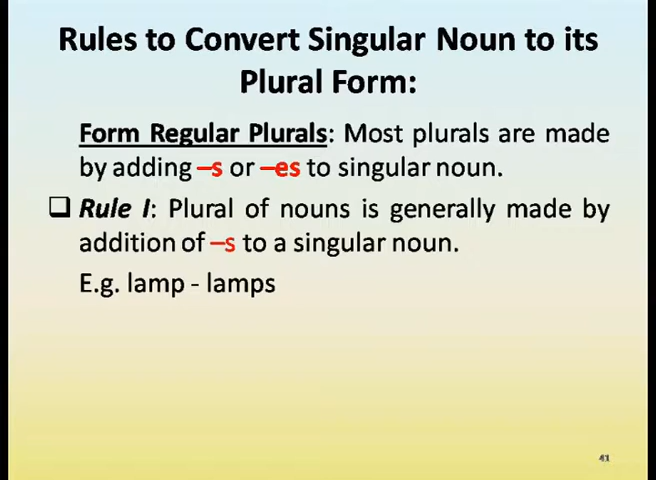 Rules to Convert Singular Noun to its
Plural Form:
Form Regular Plurals: Most plurals are made
by adding –s or –es to singular noun.
Rule I: Plural of nouns is generally made by
addition of –s to a singular noun.
E.g. lamp - lamps
41